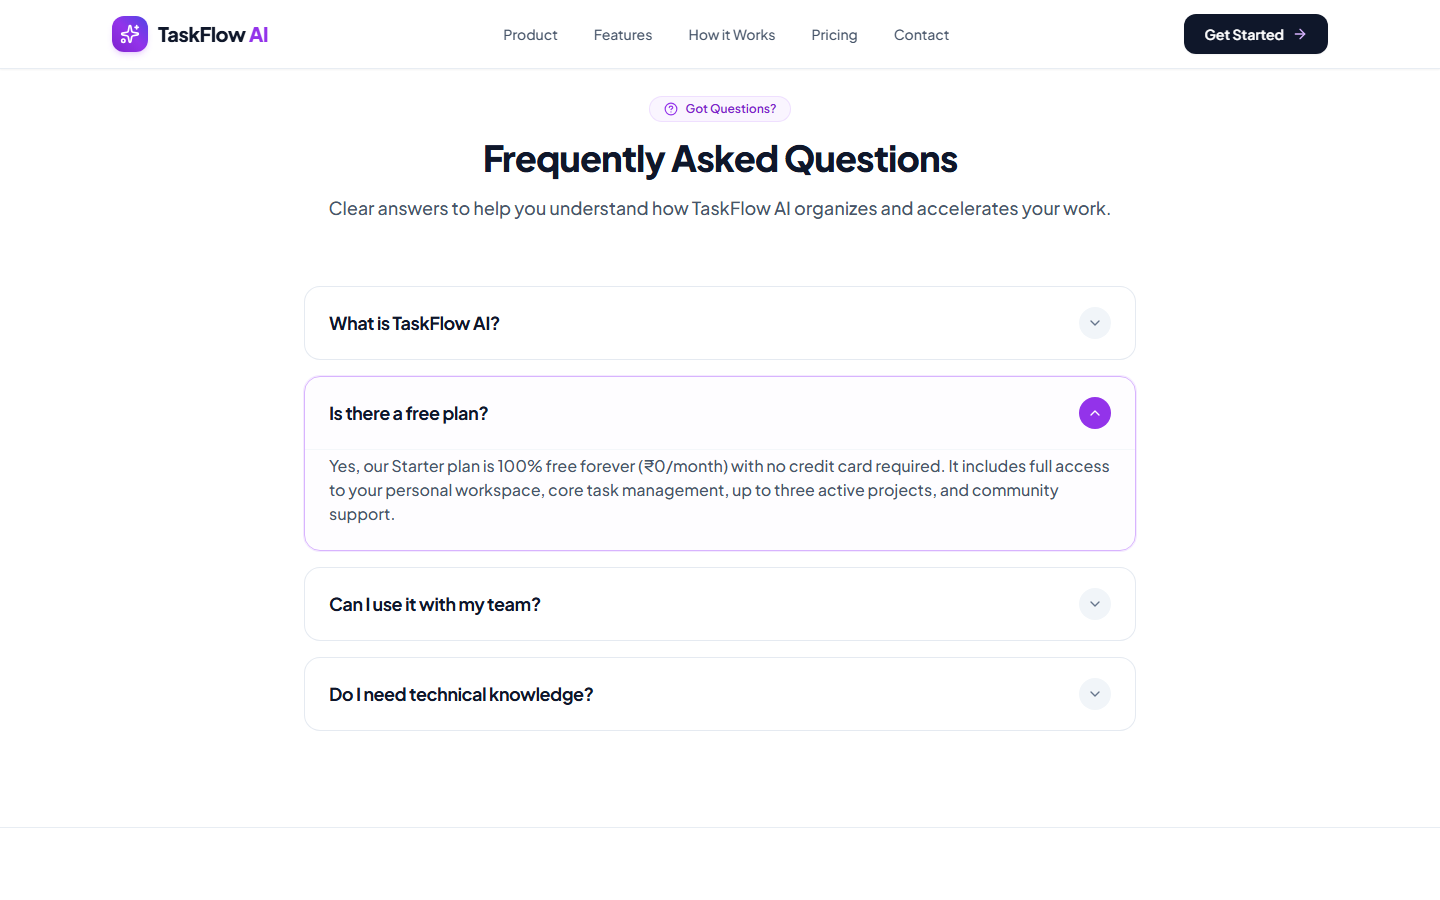 TaskFlow AI
Product
Features
How it Works
Pricing
Contact
Get Started
Got Questions?
Frequently Asked Questions
Clear answers to help you understand how TaskFlow AI organizes and accelerates your work.
What is TaskFlow AI?
Is there a free plan?
Yes, our Starter plan is 100% free forever (₹0/month) with no credit card required. It includes full access
to your personal workspace, core task management, up to three active projects, and community
support.
Can I use it with my team?
Do I need technical knowledge?